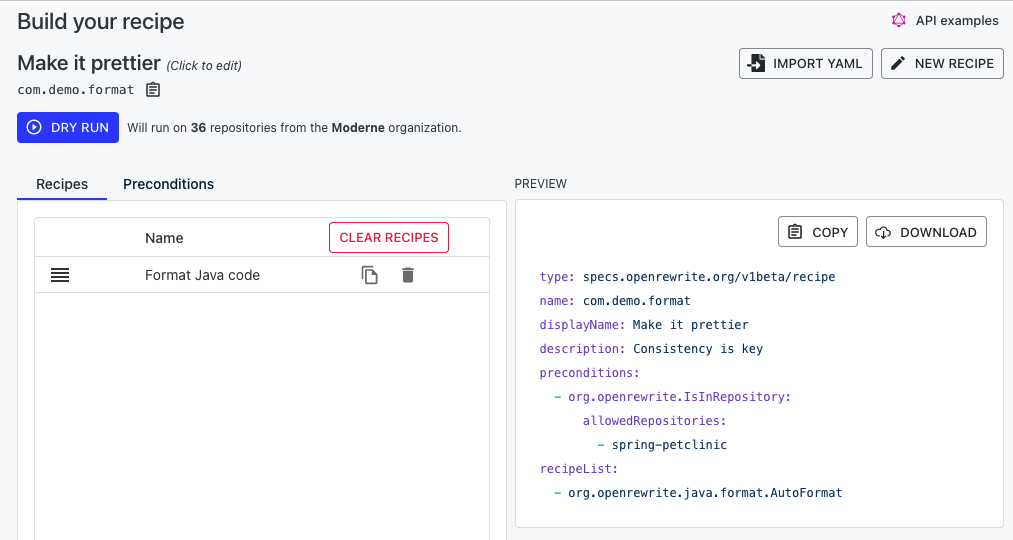 Build your recipe
API examples
Make it prettier (Click to edit)
IMPORT YAML
NEW RECIPE
com.demo.format
DRY RUN
Will run on 36 repositories from the Moderne organization.
Recipes
Preconditions
PREVIEW
Name
CLEAR RECIPES
Format Java code
COPY
DOWNLOAD
type: specs.openrewrite.org/v1beta/recipe
name: com.demo.format
displayName: Make it prettier
description: Consistency is key
preconditions:
  - org.openrewrite.IsInRepository:
      allowedRepositories:
        - spring-petclinic
recipeList:
  - org.openrewrite.java.format.AutoFormat